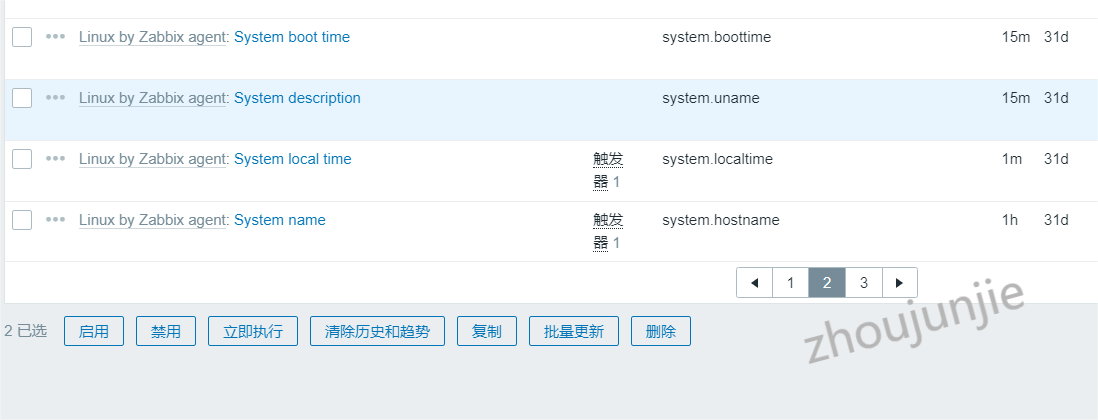 Linux by Zabbix agent: System boot time system.boottime 15m 31d
Linux by Zabbix agent: System description system.uname 15m 31d
Linux by Zabbix agent: System local time 触发 system.localtime 1m 31d
器 1
Linux by Zabbix agent: System name 触发 system.hostname 1h 31d
器 1
1 2 3
2 已选 启用 禁用 立即执行 清除历史和趋势 复制 批量更新 删除
zhoujunjie